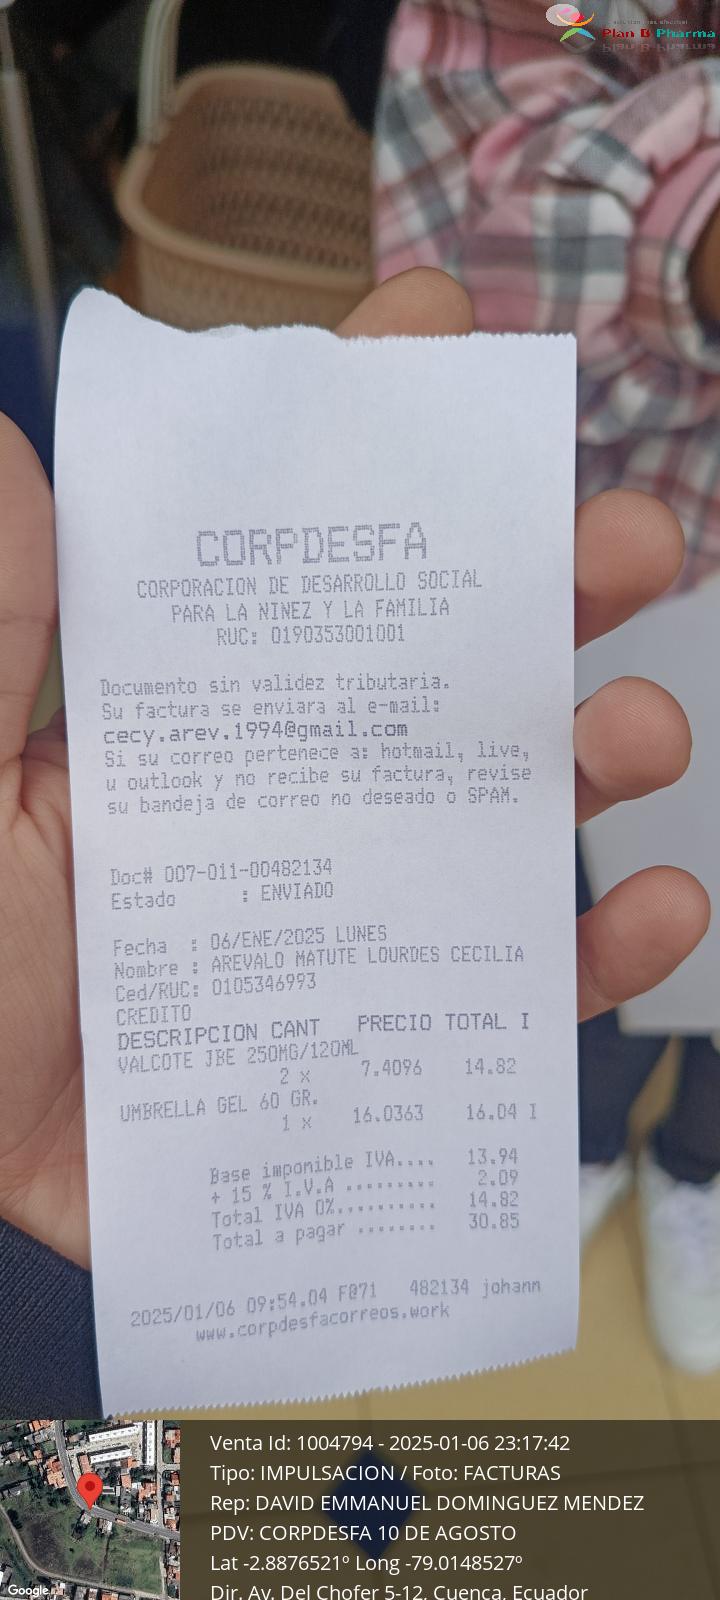 Plan B Pharma
CORPDESFA
CORPORACION DE DESARROLLO SOCIAL
PARA LA NINEZ Y LA FAMILIA
RUC: 0190353001001
Documento sin validez tributaria.
Su factura se enviara al e-mail:
cecy.arev.1994@gmail.com
Si su correo pertenece a: hotmail, live,
u outlook y no recibe su factura, revise
su bandeja de correo no deseado o SPAM.
Doc# 007-011-00482134
Estado : ENVIADO
Fecha : 06/ENE/2025 LUNES
Nombre : AREVALO MATUTE LOURDES CECILIA
Ced/RUC: 0105346993
CREDITO
DESCRIPCION CANT PRECIO TOTAL I
VALCOTE JBE 250MG/120ML
2 x 7.4096 14.82
UMBRELLA GEL 60 GR.
1 x 16.0363 16.04 I
Base imponible IVA.... 13.94
+ 15 % I.V.A ......... 2.09
Total IVA 0%.......... 14.82
Total a pagar ........ 30.85
2025/01/06 09:54.04 F@71 482134 johann
www.corpdesfacorreos.work
Venta Id: 1004794 - 2025-01-06 23:17:42
Tipo: IMPULSACION / Foto: FACTURAS
Rep: DAVID EMMANUEL DOMINGUEZ MENDEZ
PDV: CORPDESFA 10 DE AGOSTO
Lat -2.8876521º Long -79.0148527º
Dir. Av. Del Chofer 5-12, Cuenca, Ecuador
Google